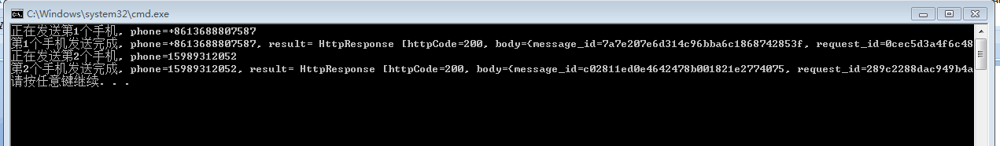 C:\Windows\system32\cmd.exe
正在发送第1个手机, phone=+8613688807587
第1个手机发送完成, phone=+8613688807587, result= HttpResponse [httpCode=200, body={message_id=7a7e207e6d314c96bba6c1868742853f, request_id=0cec5d3a4f6c48
正在发送第2个手机, phone=15989312052
第2个手机发送完成, phone=15989312052, result= HttpResponse [httpCode=200, body={message_id=c02811ed0e4642478b001821e2774075, request_id=289c2288dac949b4a
请按任意键继续. . .